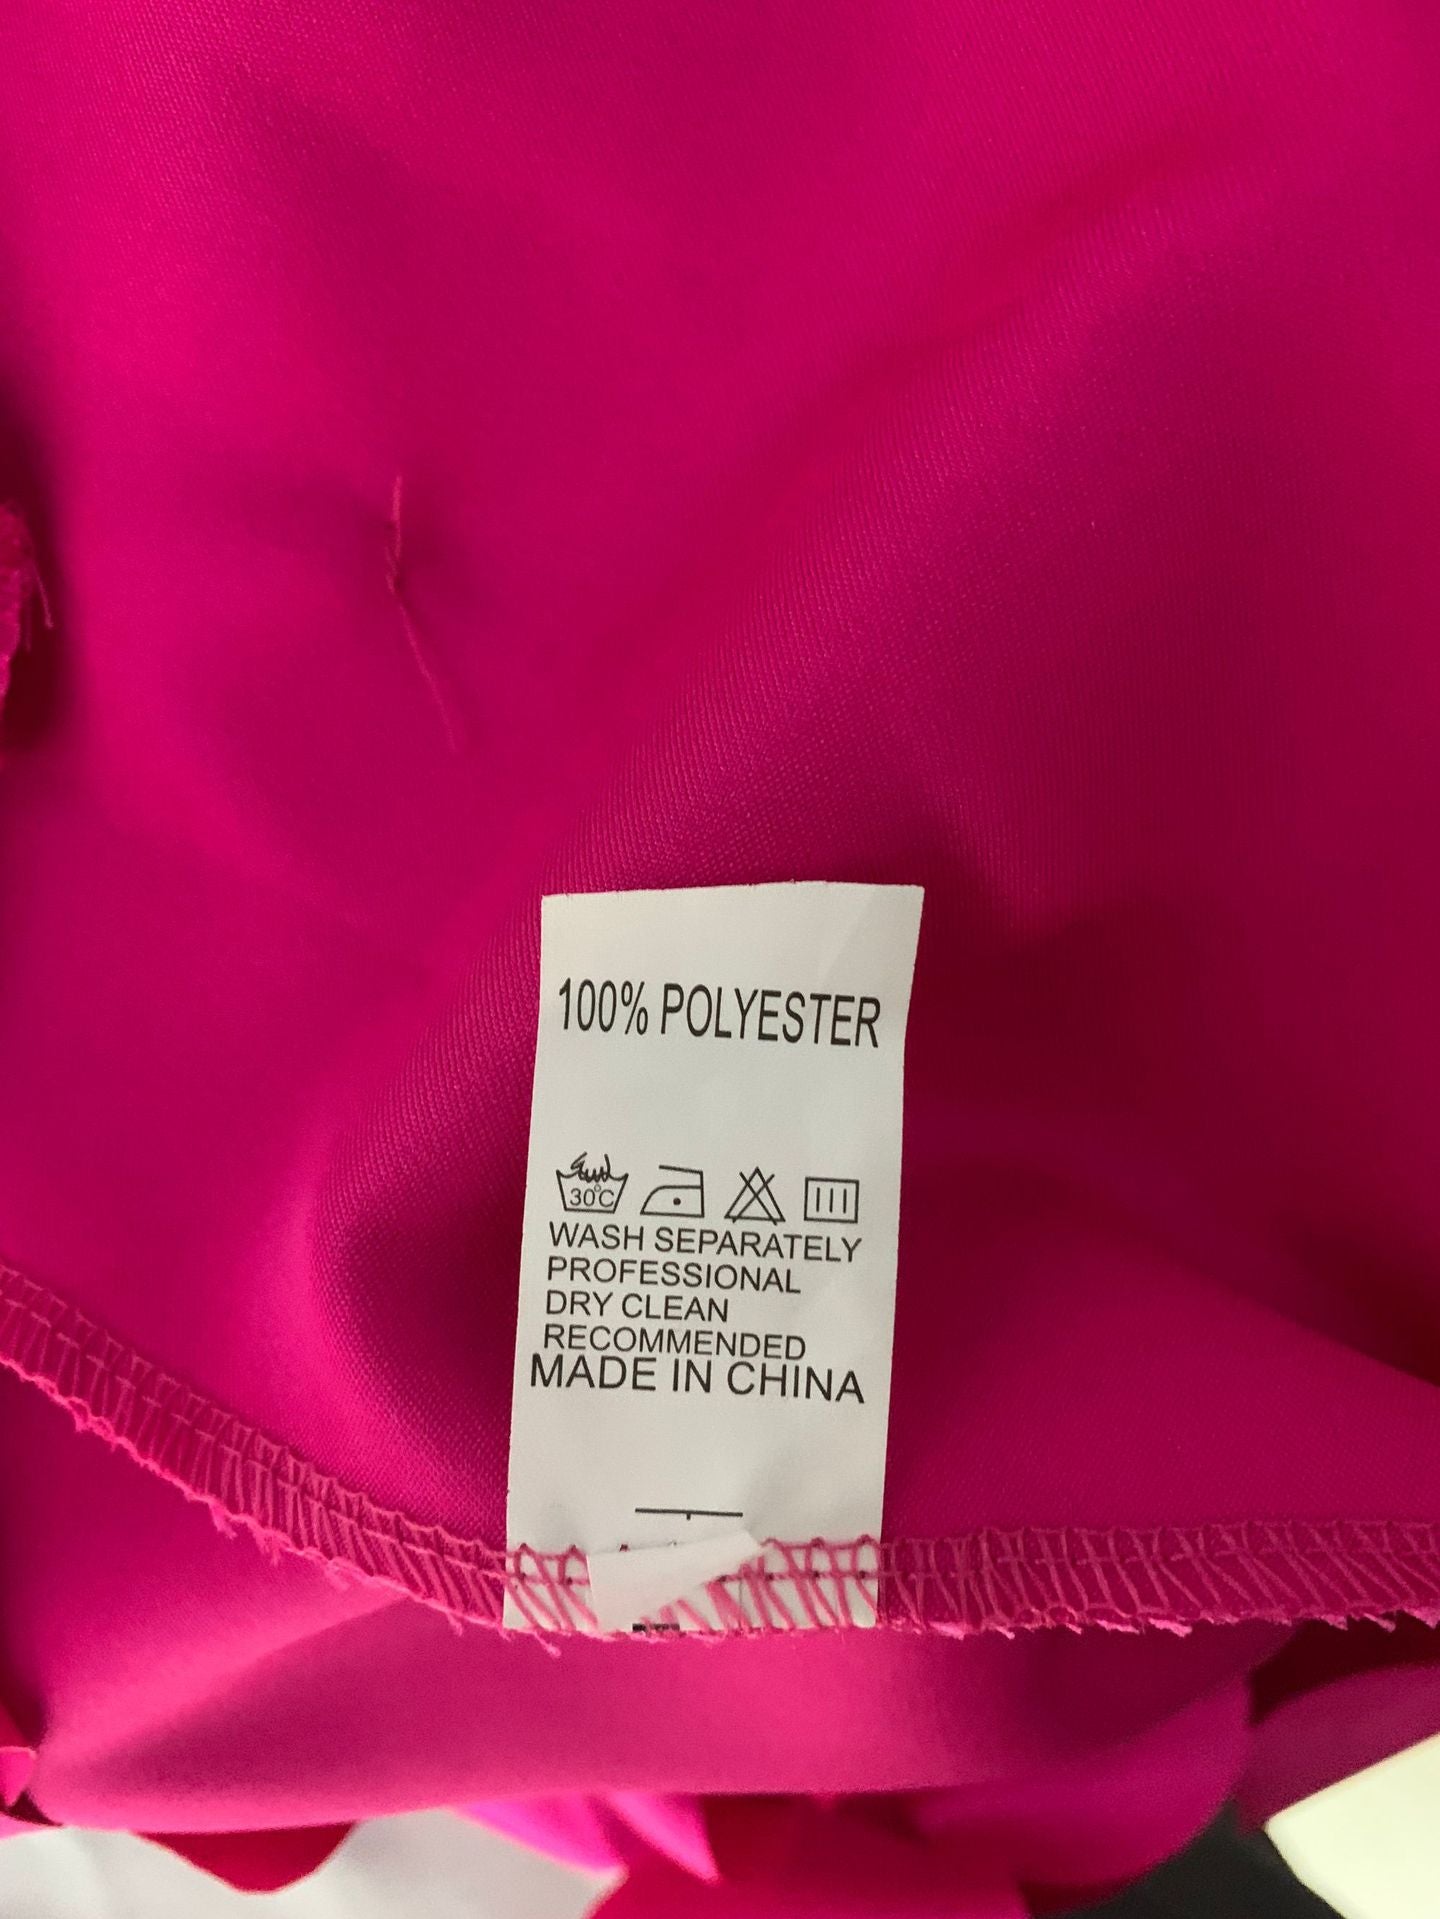 100% POLYESTER
30°C
WASH SEPARATELY
PROFESSIONAL
DRY CLEAN
RECOMMENDED
MADE IN CHINA